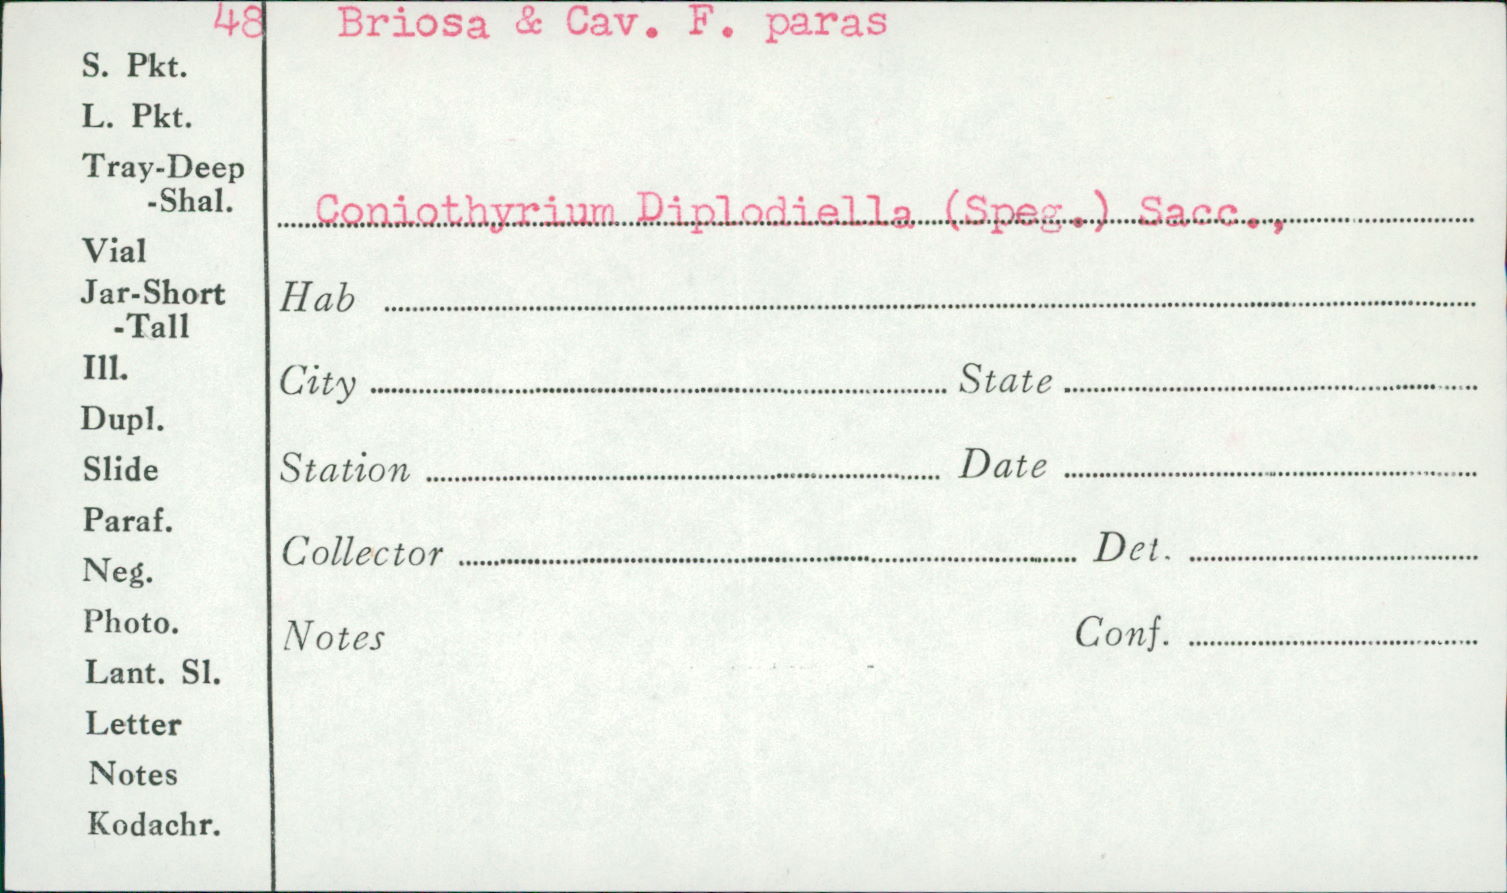 48 Briosa & Cav. F. paras
S. Pkt.
L. Pkt.
Tray-Deep
-Shal.
Coniothyrium Diplodiella (Speg.) Sacc.,
Vial
Jar-Short
-Tall
Hab
Ill.
City State
Dupl.
Slide
Station Date
Paraf.
Collector Det.
Neg.
Photo.
Notes Conf.
Lant. Sl.
Letter
Notes
Kodachr.